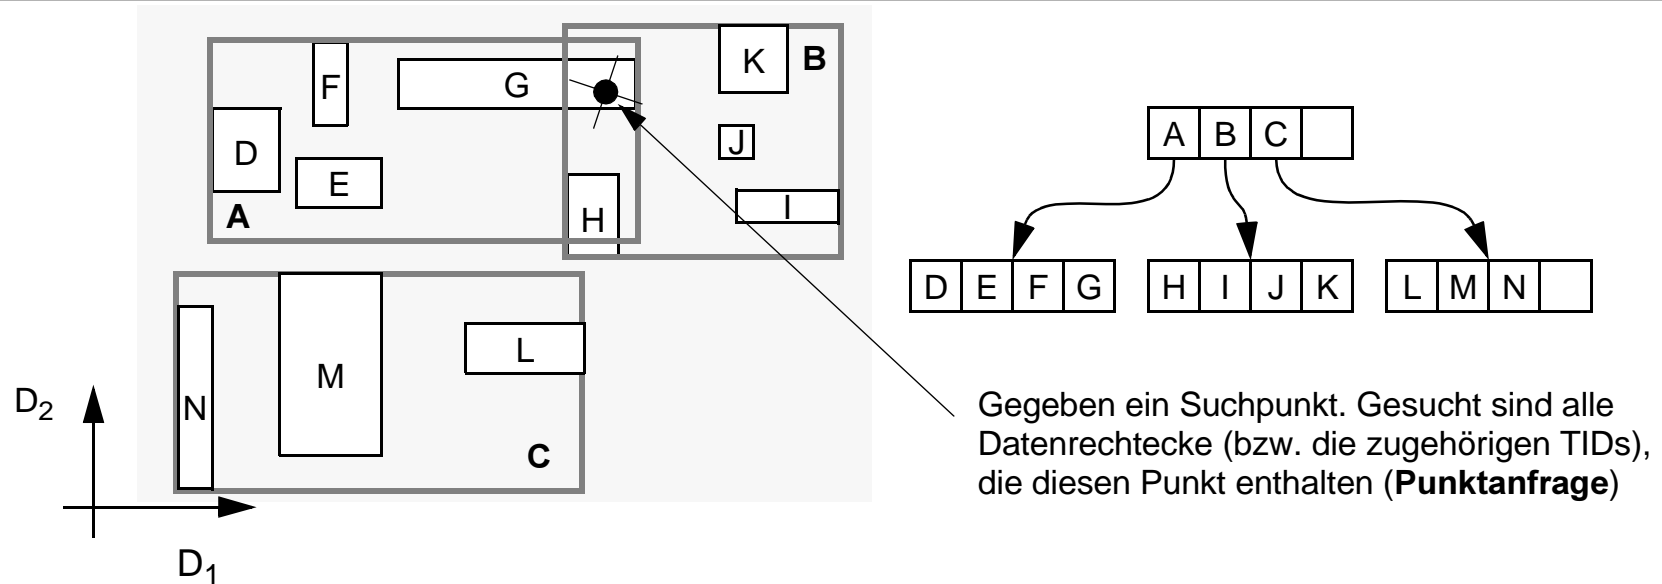 K
B
F
G
D
J
E
A
H
I
M
L
N
C
D2
D1
A B C
D E F G
H I J K
L M N
Gegeben ein Suchpunkt. Gesucht sind alle
Datenrechtecke (bzw. die zugehörigen TIDs),
die diesen Punkt enthalten (Punktanfrage)